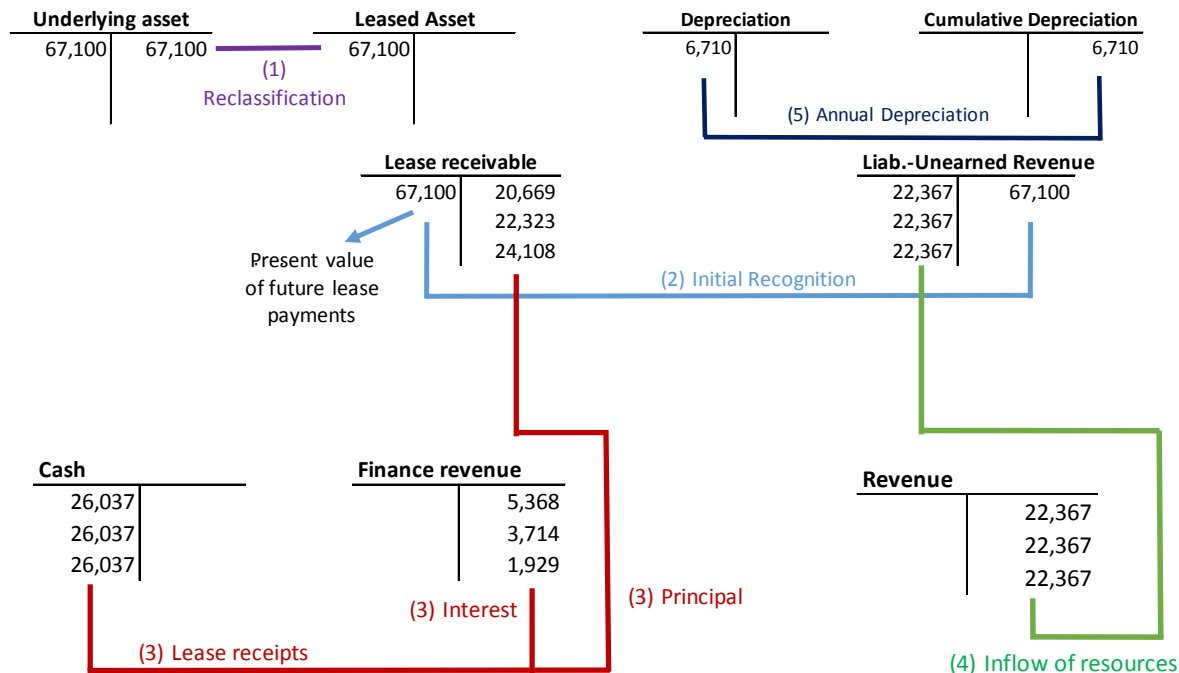 Underlying asset Leased Asset Depreciation Cumulative Depreciation
67,100 67,100 67,100 6,710 6,710
(1)
Reclassification
(5) Annual Depreciation
Lease receivable Liab.-Unearned Revenue
67,100 20,669 22,367 67,100
22,323 22,367
24,108 22,367
Present value
of future lease
payments
(2) Initial Recognition
Cash Finance revenue Revenue
26,037 5,368 22,367
26,037 3,714 22,367
26,037 1,929 22,367
(3) Interest (3) Principal
(3) Lease receipts
(4) Inflow of resources